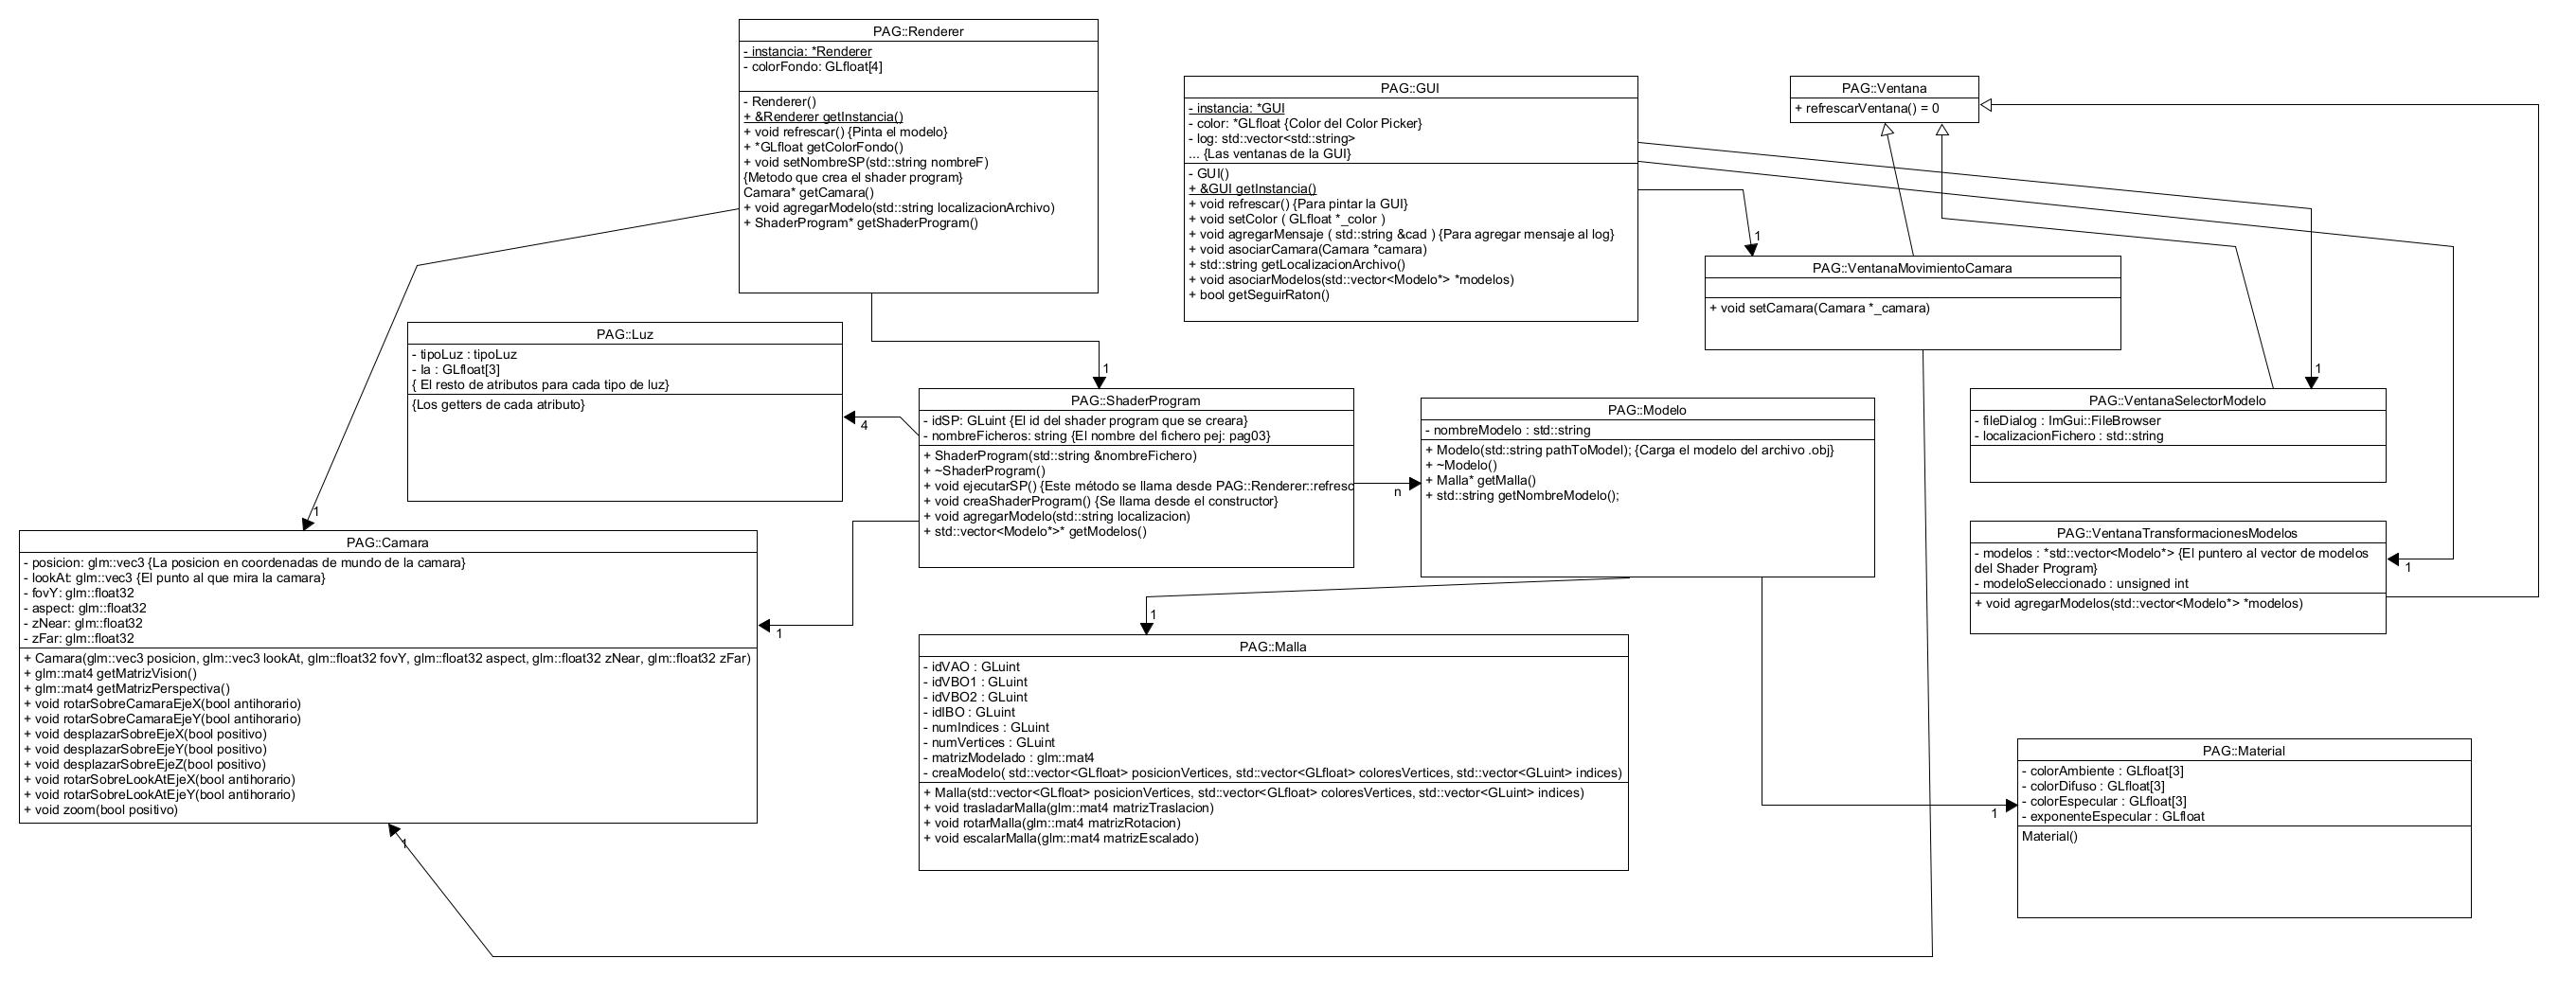 PAG::Renderer
- instancia: *Renderer
- colorFondo: GLfloat[4]
- Renderer()
+ &Renderer getInstancia()
+ void refrescar() {Pinta el modelo}
+ *GLfloat getColorFondo()
+ void setNombreSP(std::string nombreF)
{Metodo que crea el shader program}
Camara* getCamara()
+ void agregarModelo(std::string localizacionArchivo)
+ ShaderProgram* getShaderProgram()
PAG::GUI
- instancia: *GUI
- color: *GLfloat {Color del Color Picker}
- log: std::vector<std::string>
... {Las ventanas de la GUI}
- GUI()
+ &GUI getInstancia()
+ void refrescar() {Para pintar la GUI}
+ void setColor ( GLfloat *_color )
+ void agregarMensaje ( std::string &cad ) {Para agregar mensaje al log}
+ void asociarCamara(Camara *camara)
+ std::string getLocalizacionArchivo()
+ void asociarModelos(std::vector<Modelo*> *modelos)
+ bool getSeguirRaton()
PAG::Ventana
+ refrescarVentana() = 0
1
PAG::VentanaMovimientoCamara
+ void setCamara(Camara *_camara)
PAG::Luz
- tipoLuz : tipoLuz
- la : GLfloat[3]
{ El resto de atributos para cada tipo de luz}
{Los getters de cada atributo}
1
4
PAG::ShaderProgram
- idSP: GLuint {El id del shader program que se creara}
- nombreFicheros: string {El nombre del fichero pej: pag03}
+ ShaderProgram(std::string &nombreFichero)
+ ~ShaderProgram()
+ void ejecutarSP() {Este método se llama desde PAG::Renderer::refresc
+ void creaShaderProgram() {Se llama desde el constructor}
+ void agregarModelo(std::string localizacion)
+ std::vector<Modelo*>* getModelos()
n
PAG::Modelo
- nombreModelo : std::string
+ Modelo(std::string pathToModel); {Carga el modelo del archivo .obj}
+ ~Modelo()
+ Malla* getMalla()
+ std::string getNombreModelo();
1
PAG::VentanaSelectorModelo
- fileDialog : ImGui::FileBrowser
- localizacionFichero : std::string
PAG::VentanaTransformacionesModelos
- modelos : *std::vector<Modelo*> {El puntero al vector de modelos
del Shader Program}
- modeloSeleccionado : unsigned int
+ void agregarModelos(std::vector<Modelo*> *modelos)
1
1
PAG::Camara
- posicion: glm::vec3 {La posicion en coordenadas de mundo de la camara}
- lookAt: glm::vec3 {El punto al que mira la camara}
- fovY: glm::float32
- aspect: glm::float32
- zNear: glm::float32
- zFar: glm::float32
+ Camara(glm::vec3 posicion, glm::vec3 lookAt, glm::float32 fovY, glm::float32 aspect, glm::float32 zNear, glm::float32 zFar)
+ glm::mat4 getMatrizVision()
+ glm::mat4 getMatrizPerspectiva()
+ void rotarSobreCamaraEjeX(bool antihorario)
+ void rotarSobreCamaraEjeY(bool antihorario)
+ void desplazarSobreEjeX(bool positivo)
+ void desplazarSobreEjeY(bool positivo)
+ void desplazarSobreEjeZ(bool positivo)
+ void rotarSobreLookAtEjeX(bool antihorario)
+ void rotarSobreLookAtEjeY(bool antihorario)
+ void zoom(bool positivo)
1
1
1
PAG::Malla
- idVAO : GLuint
- idVBO1 : GLuint
- idVBO2 : GLuint
- idIBO : GLuint
- numIndices : GLuint
- numVertices : GLuint
- matrizModelado : glm::mat4
- creaModelo( std::vector<GLfloat> posicionVertices, std::vector<GLfloat> coloresVertices, std::vector<GLuint> indices)
+ Malla(std::vector<GLfloat> posicionVertices, std::vector<GLfloat> coloresVertices, std::vector<GLuint> indices)
+ void trasladarMalla(glm::mat4 matrizTraslacion)
+ void rotarMalla(glm::mat4 matrizRotacion)
+ void escalarMalla(glm::mat4 matrizEscalado)
1
PAG::Material
- colorAmbiente : GLfloat[3]
- colorDifuso : GLfloat[3]
- colorEspecular : GLfloat[3]
- exponenteEspecular : GLfloat
Material()